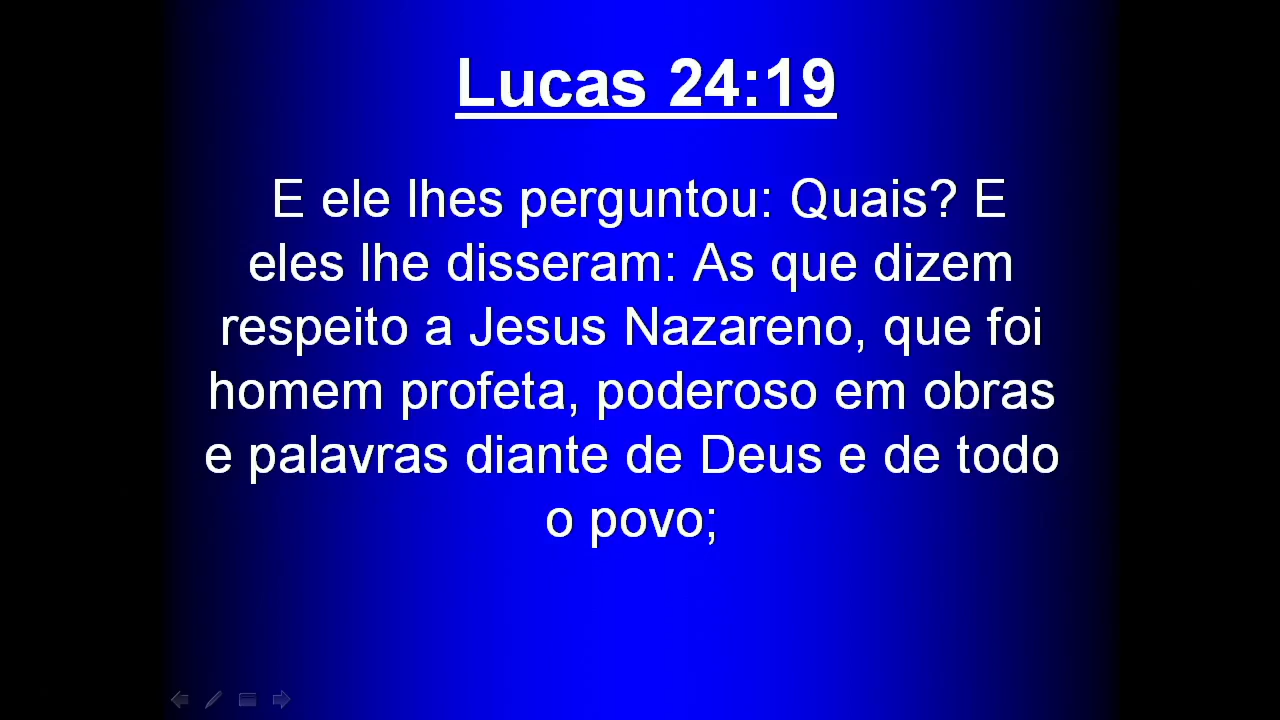 Lucas 24:19
E ele lhes perguntou: Quais? E
eles lhe disseram: As que dizem
respeito a Jesus Nazareno, que foi
homem profeta, poderoso em obras
e palavras diante de Deus e de todo
o povo;